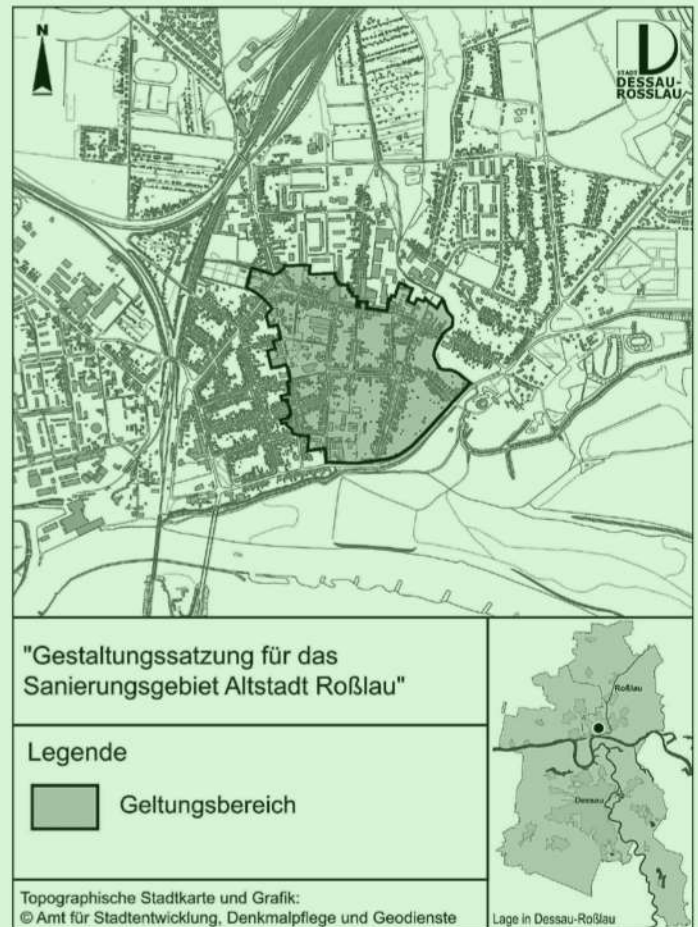 N
STADT
DESSAU-
ROSSLAU
"Gestaltungssatzung für das
Sanierungsgebiet Altstadt Roßlau"
Legende
Geltungsbereich
Topographische Stadtkarte und Grafik:
© Amt für Stadtentwicklung, Denkmalpflege und Geodienste
Roßlau
Dessau
Lage in Dessau-Roßlau